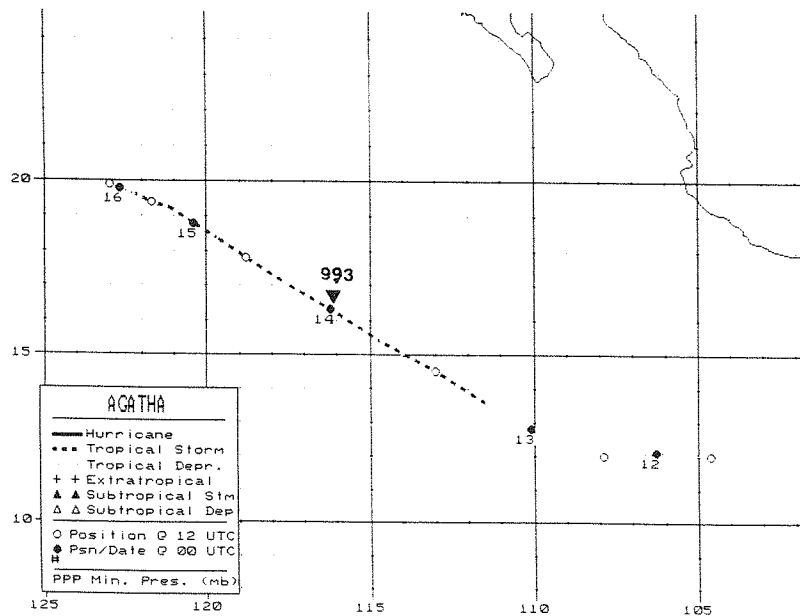 20
16
15
993
14
15
13
12
10
AGATHA
Hurricane
Tropical Storm
Tropical Depr.
+ + Extratropical
▲ ▲ Subtropical Stm
△ △ Subtropical Dep
○ Position @ 12 UTC
● Psn/Date @ 00 UTC
#
PPP Min. Pres. (mb)
125
120
115
110
105